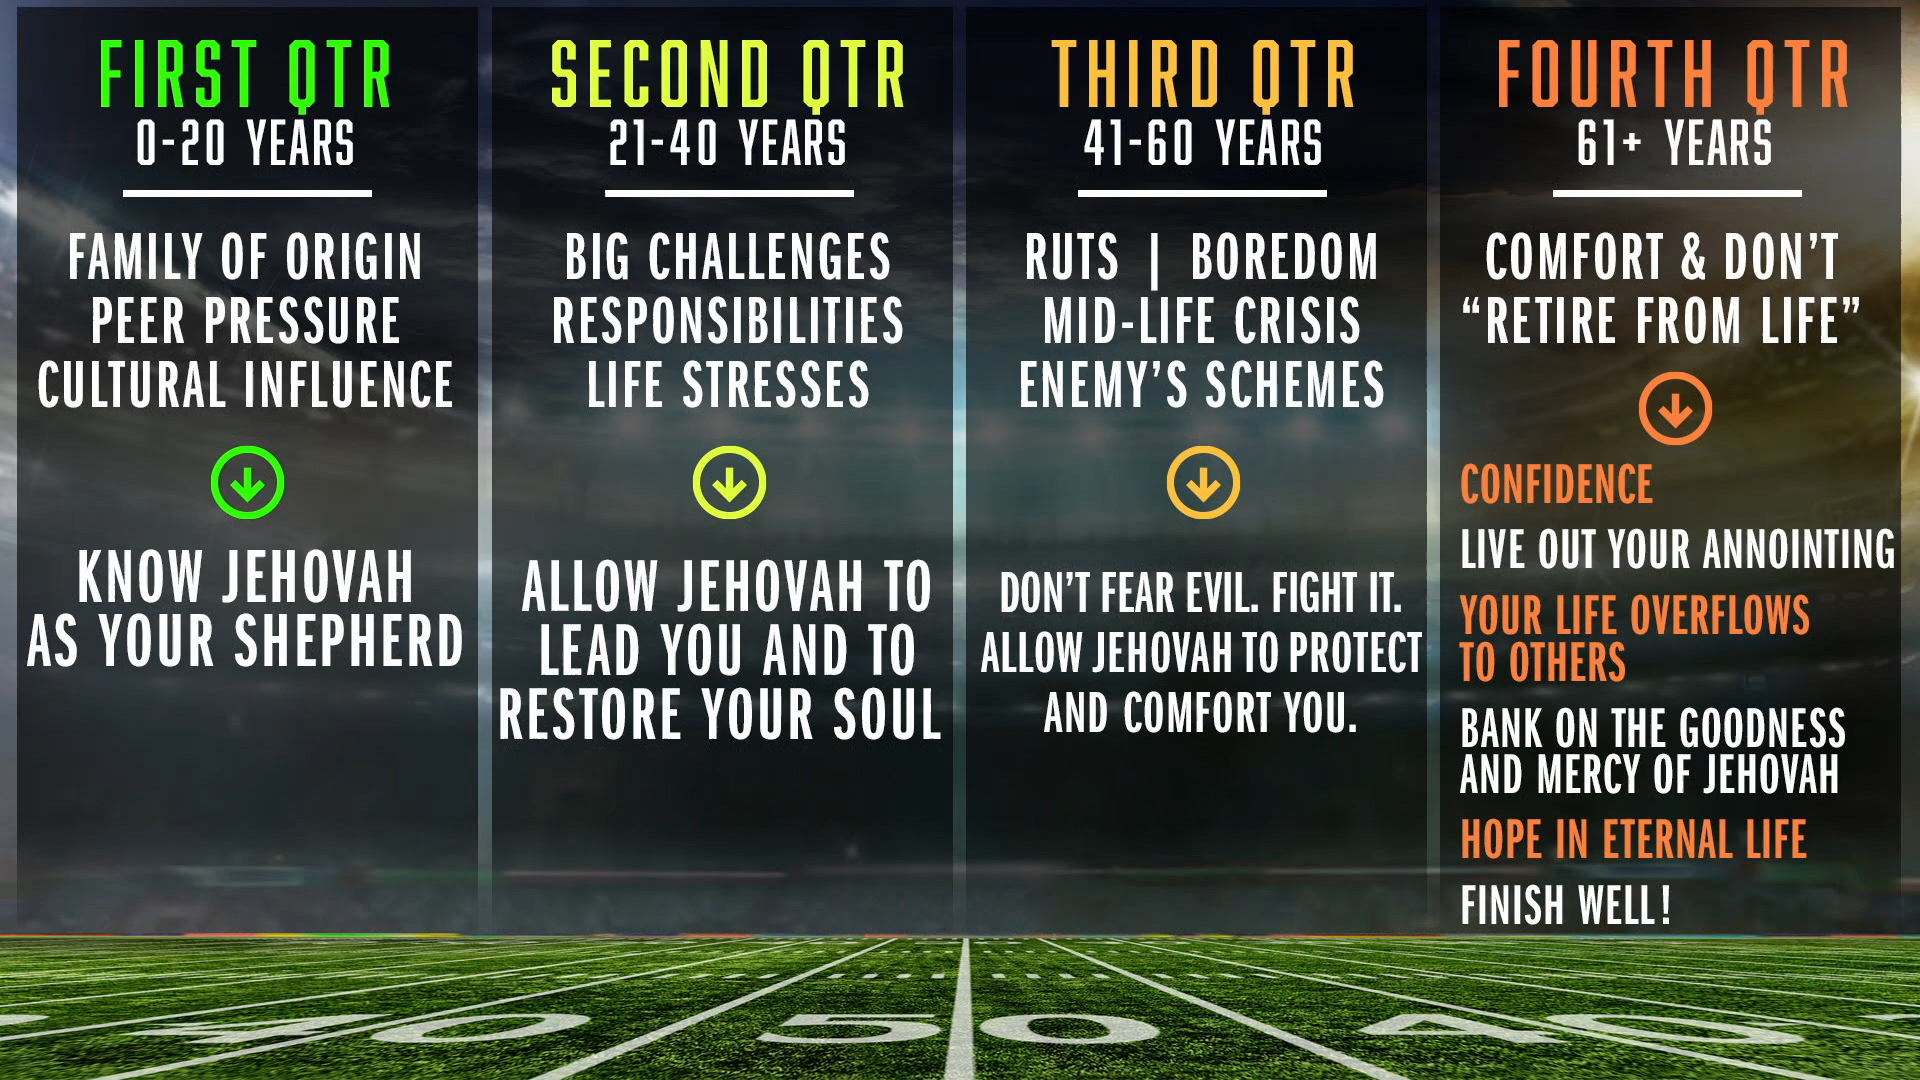 FIRST QTR
0-20 YEARS
FAMILY OF ORIGIN
PEER PRESSURE
CULTURAL INFLUENCE
KNOW JEHOVAH
AS YOUR SHEPHERD
SECOND QTR
21-40 YEARS
BIG CHALLENGES
RESPONSIBILITIES
LIFE STRESSES
ALLOW JEHOVAH TO
LEAD YOU AND TO
RESTORE YOUR SOUL
THIRD QTR
41-60 YEARS
RUTS | BOREDOM
MID-LIFE CRISIS
ENEMY’S SCHEMES
DON’T FEAR EVIL. FIGHT IT.
ALLOW JEHOVAH TO PROTECT
AND COMFORT YOU.
FOURTH QTR
61+ YEARS
COMFORT & DON’T
“RETIRE FROM LIFE”
CONFIDENCE
LIVE OUT YOUR ANNOINTING
YOUR LIFE OVERFLOWS
TO OTHERS
BANK ON THE GOODNESS
AND MERCY OF JEHOVAH
HOPE IN ETERNAL LIFE
FINISH WELL!
40 50 40